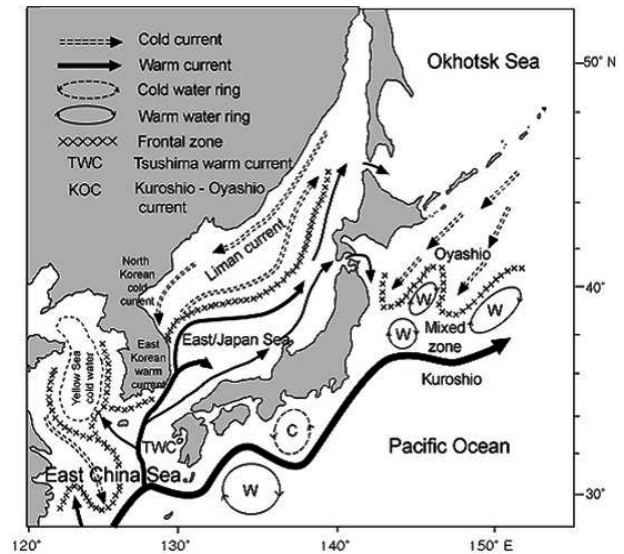 Cold current
Warm current
Cold water ring
Warm water ring
Frontal zone
TWC Tsushima warm current
KOC Kuroshio - Oyashio
current
Okhotsk Sea
50° N
North
Korean
cold
current
Liman current
Oyashio
40°
East/Japan Sea
East
Korean
warm
current
Yellow Sea
cold water
W
W
W
Mixed
zone
Kuroshio
TWC
C
Pacific Ocean
East China Sea
W
30°
120°
130°
140°
150° E